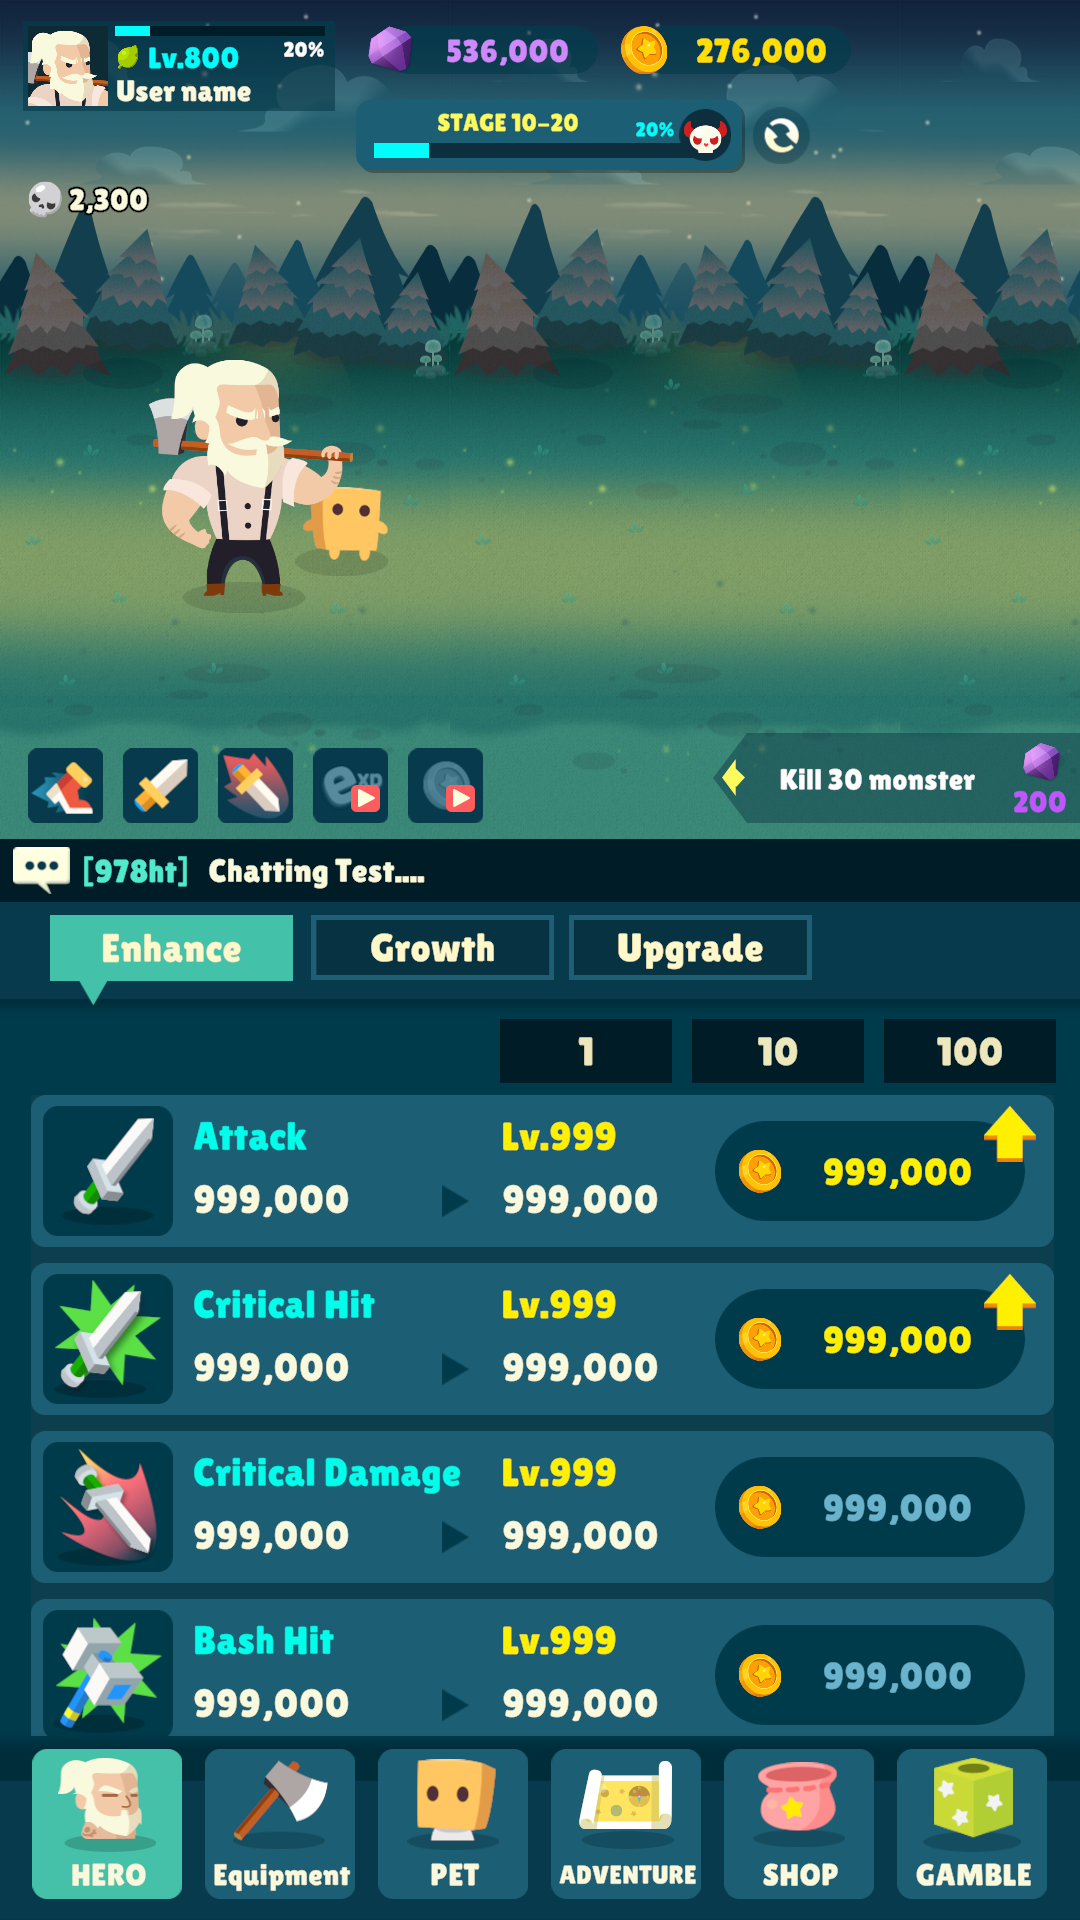 20%
Lv.800
User name
536,000
276,000
STAGE 10-20
20%
2,300
exp
Kill 30 monster
200
[978ht] Chatting Test....
Enhance
Growth
Upgrade
1
10
100
Attack
Lv.999
999,000
999,000
999,000
Critical Hit
Lv.999
999,000
999,000
999,000
Critical Damage
Lv.999
999,000
999,000
999,000
Bash Hit
Lv.999
999,000
999,000
999,000
HERO
Equipment
PET
ADVENTURE
SHOP
GAMBLE